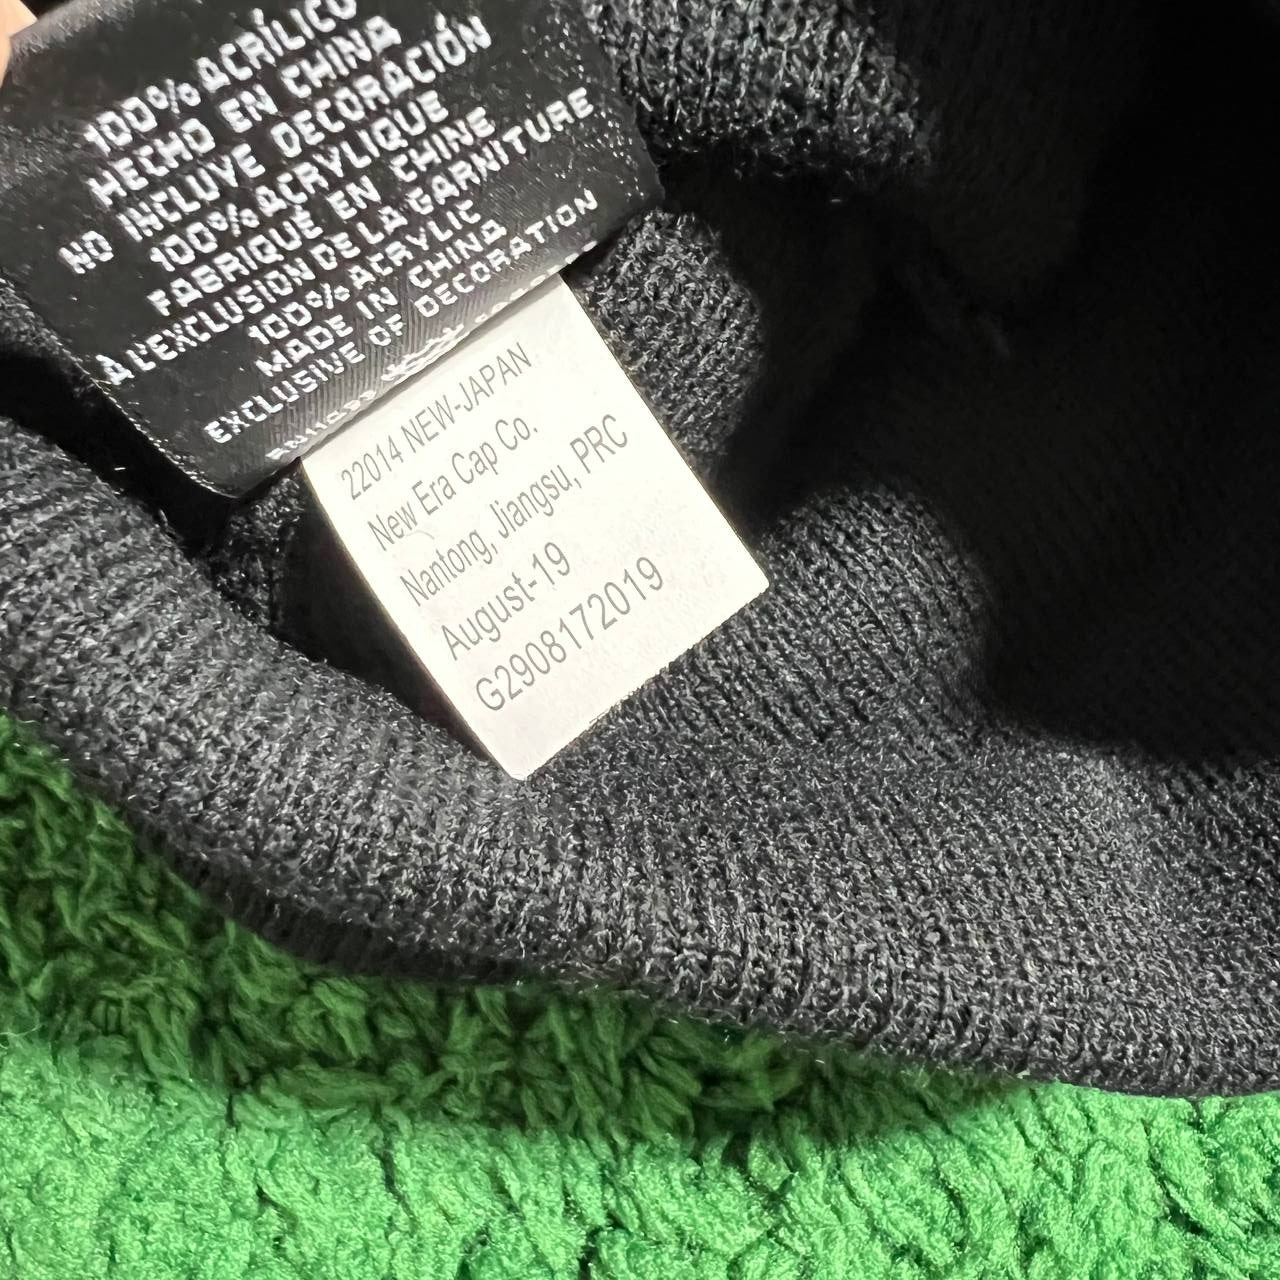 100% ACRÍLICO
HECHO EN CHINA
NO INCLUYE DECORACIÓN
100% ACRYLIQUE
FABRIQUÉ EN CHINE
À L'EXCLUSION DE LA GARNITURE
100% ACRYLIC
MADE IN CHINA
EXCLUSIVE OF DECORATION
22014 NEW-JAPAN
New Era Cap Co.
Nantong, Jiangsu, PRC
August-19
G2908172019